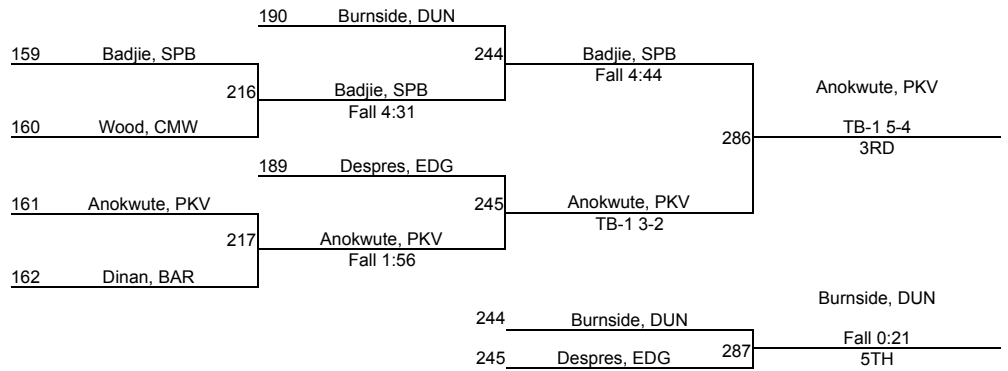 190 Burnside, DUN
159 Badjie, SPB
244
Badjie, SPB
Fall 4:44
216
Badjie, SPB
Fall 4:31
Anokwute, PKV
160 Wood, CMW
286
TB-1 5-4
3RD
189 Despres, EDG
161 Anokwute, PKV
245
Anokwute, PKV
TB-1 3-2
217
Anokwute, PKV
Fall 1:56
162 Dinan, BAR
Burnside, DUN
244 Burnside, DUN
Fall 0:21
287
5TH
245 Despres, EDG